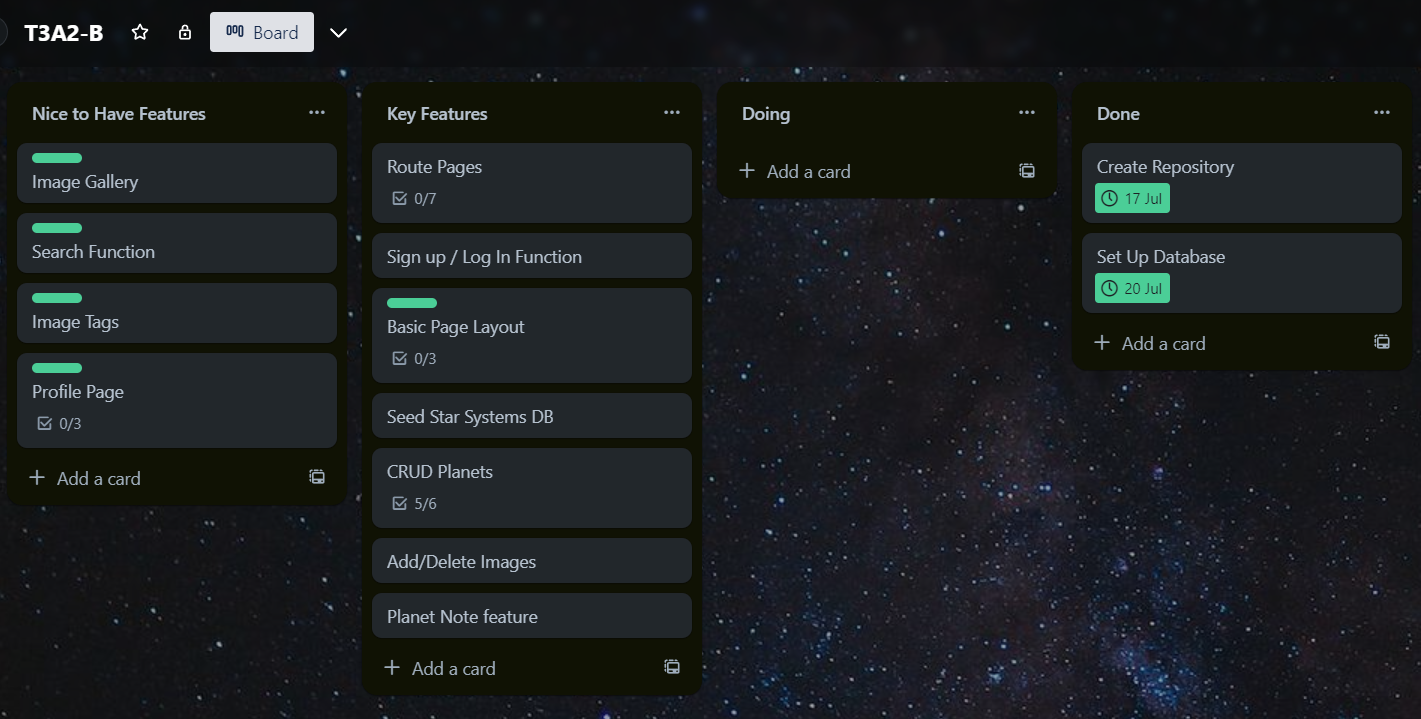 T3A2-B
Board
Nice to Have Features
Image Gallery
Search Function
Image Tags
Profile Page
0/3
Add a card
Key Features
Route Pages
0/7
Sign up / Log In Function
Basic Page Layout
0/3
Seed Star Systems DB
CRUD Planets
5/6
Add/Delete Images
Planet Note feature
Add a card
Doing
Add a card
Done
Create Repository
17 Jul
Set Up Database
20 Jul
Add a card